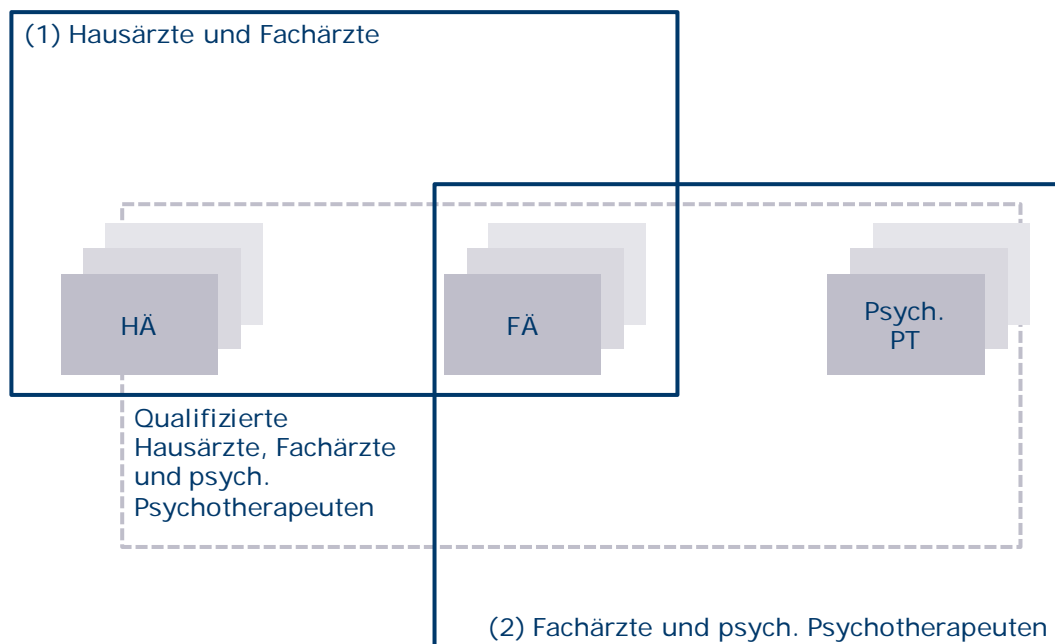 (1) Hausärzte und Fachärzte
HÄ
FÄ
Psych.
PT
Qualifizierte
Hausärzte, Fachärzte
und psych.
Psychotherapeuten
(2) Fachärzte und psych. Psychotherapeuten